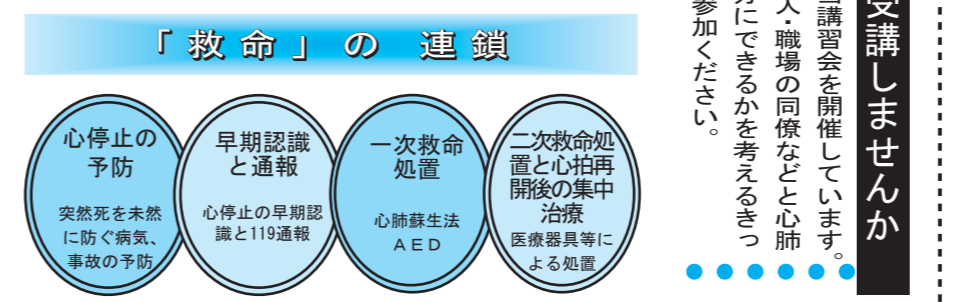 「救命」の連鎖
心停止の
予防
突然死を未然
に防ぐ病気、
事故の予防
早期認識
と通報
心停止の早期認
識と119通報
一次救命
処置
心肺蘇生法
ＡＥＤ
二次救命処
置と心拍再
開後の集中
治療
医療器具等に
よる処置
受講しませんか
講習会を開催しています。
人・職場の同僚などと心肺
にできるかを考えるきっ
参加ください。